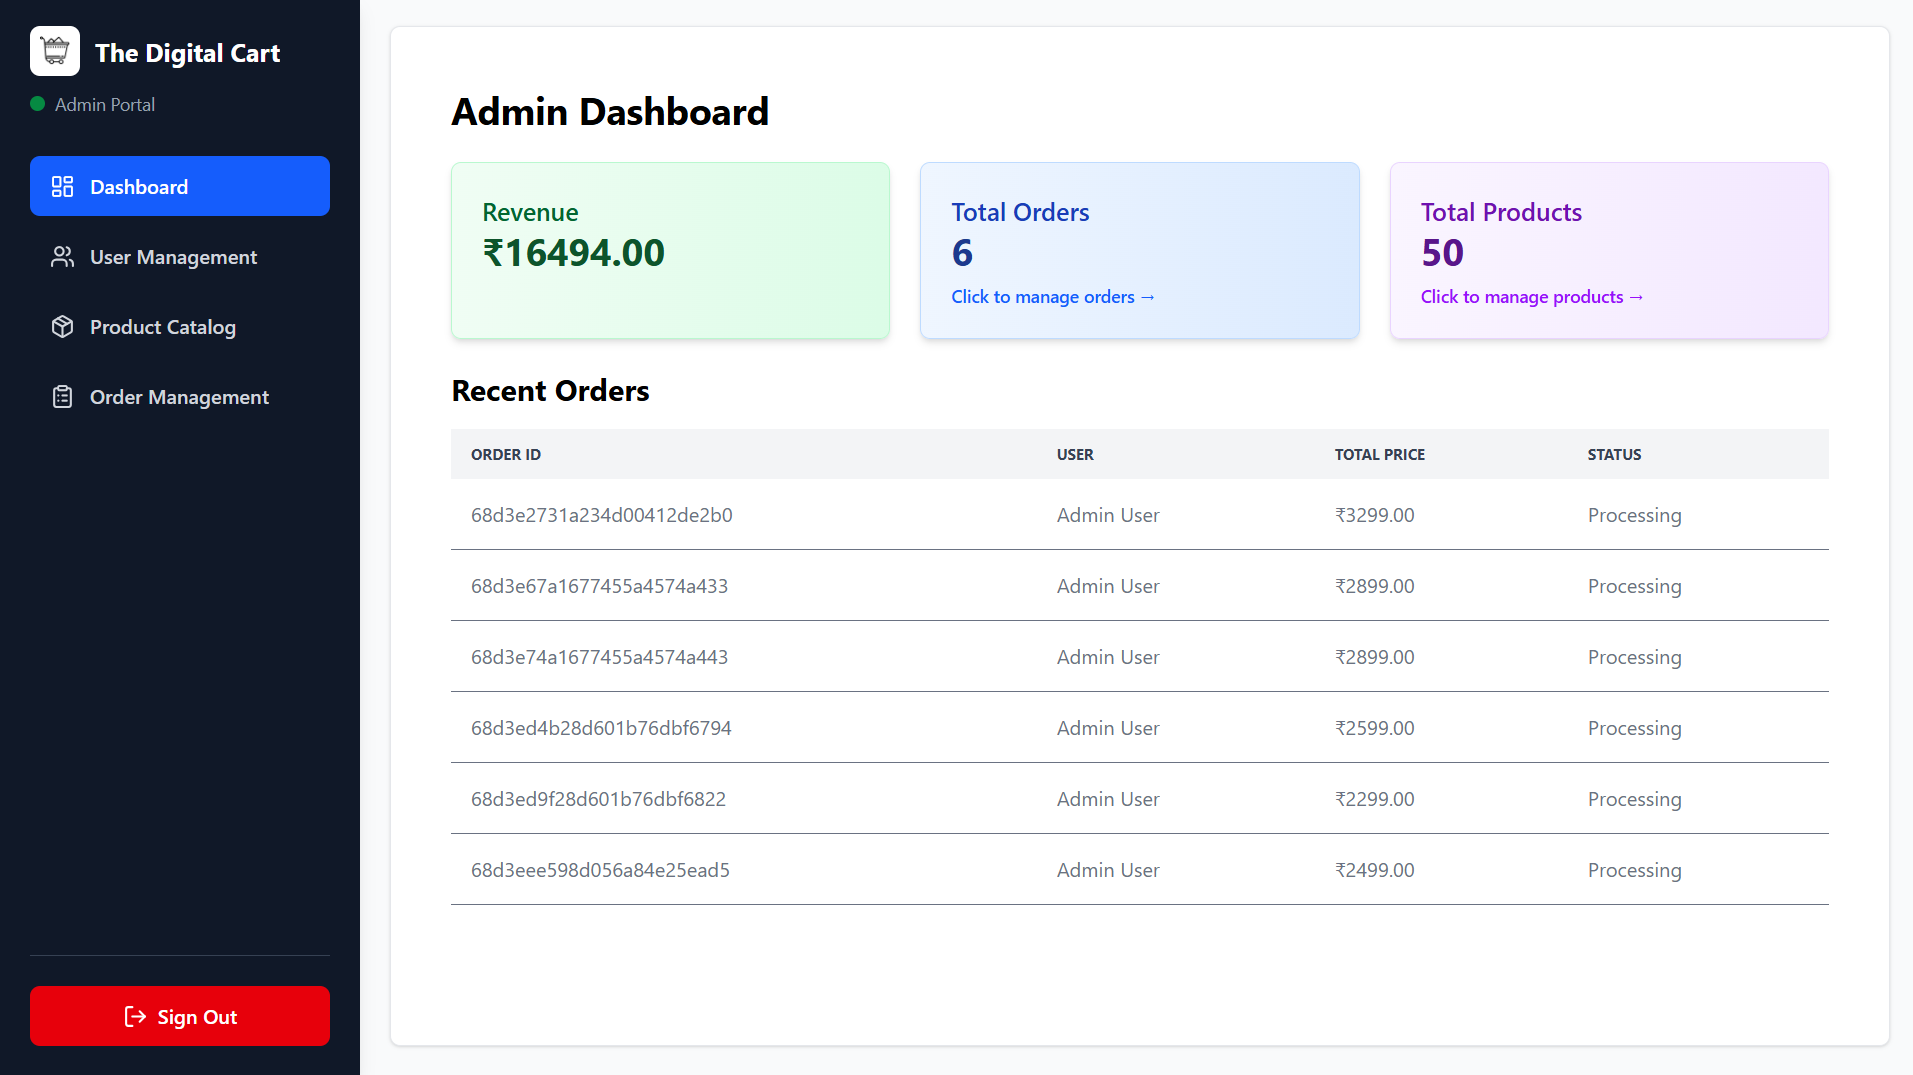 The Digital Cart
Admin Portal
Dashboard
User Management
Product Catalog
Order Management
Sign Out
Admin Dashboard
Revenue
₹16494.00
Total Orders
6
Click to manage orders →
Total Products
50
Click to manage products →
Recent Orders
ORDER ID USER TOTAL PRICE STATUS
68d3e2731a234d00412de2b0 Admin User ₹3299.00 Processing
68d3e67a1677455a4574a433 Admin User ₹2899.00 Processing
68d3e74a1677455a4574a443 Admin User ₹2899.00 Processing
68d3ed4b28d601b76dbf6794 Admin User ₹2599.00 Processing
68d3ed9f28d601b76dbf6822 Admin User ₹2299.00 Processing
68d3eee598d056a84e25ead5 Admin User ₹2499.00 Processing